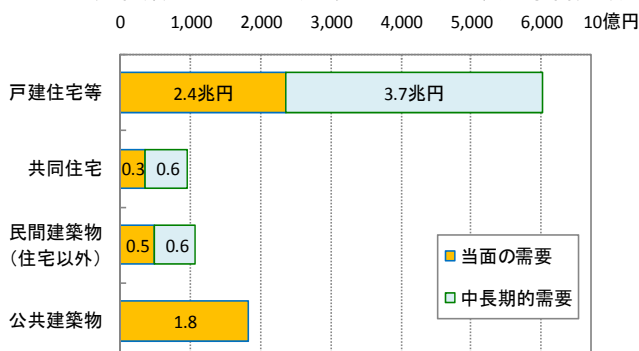 0 1,000 2,000 3,000 4,000 5,000 6,000 10億円
戸建住宅等 2.4兆円 3.7兆円
共同住宅 0.3 0.6
民間建築物
（住宅以外） 0.5 0.6
公共建築物 1.8
当面の需要
中長期的需要